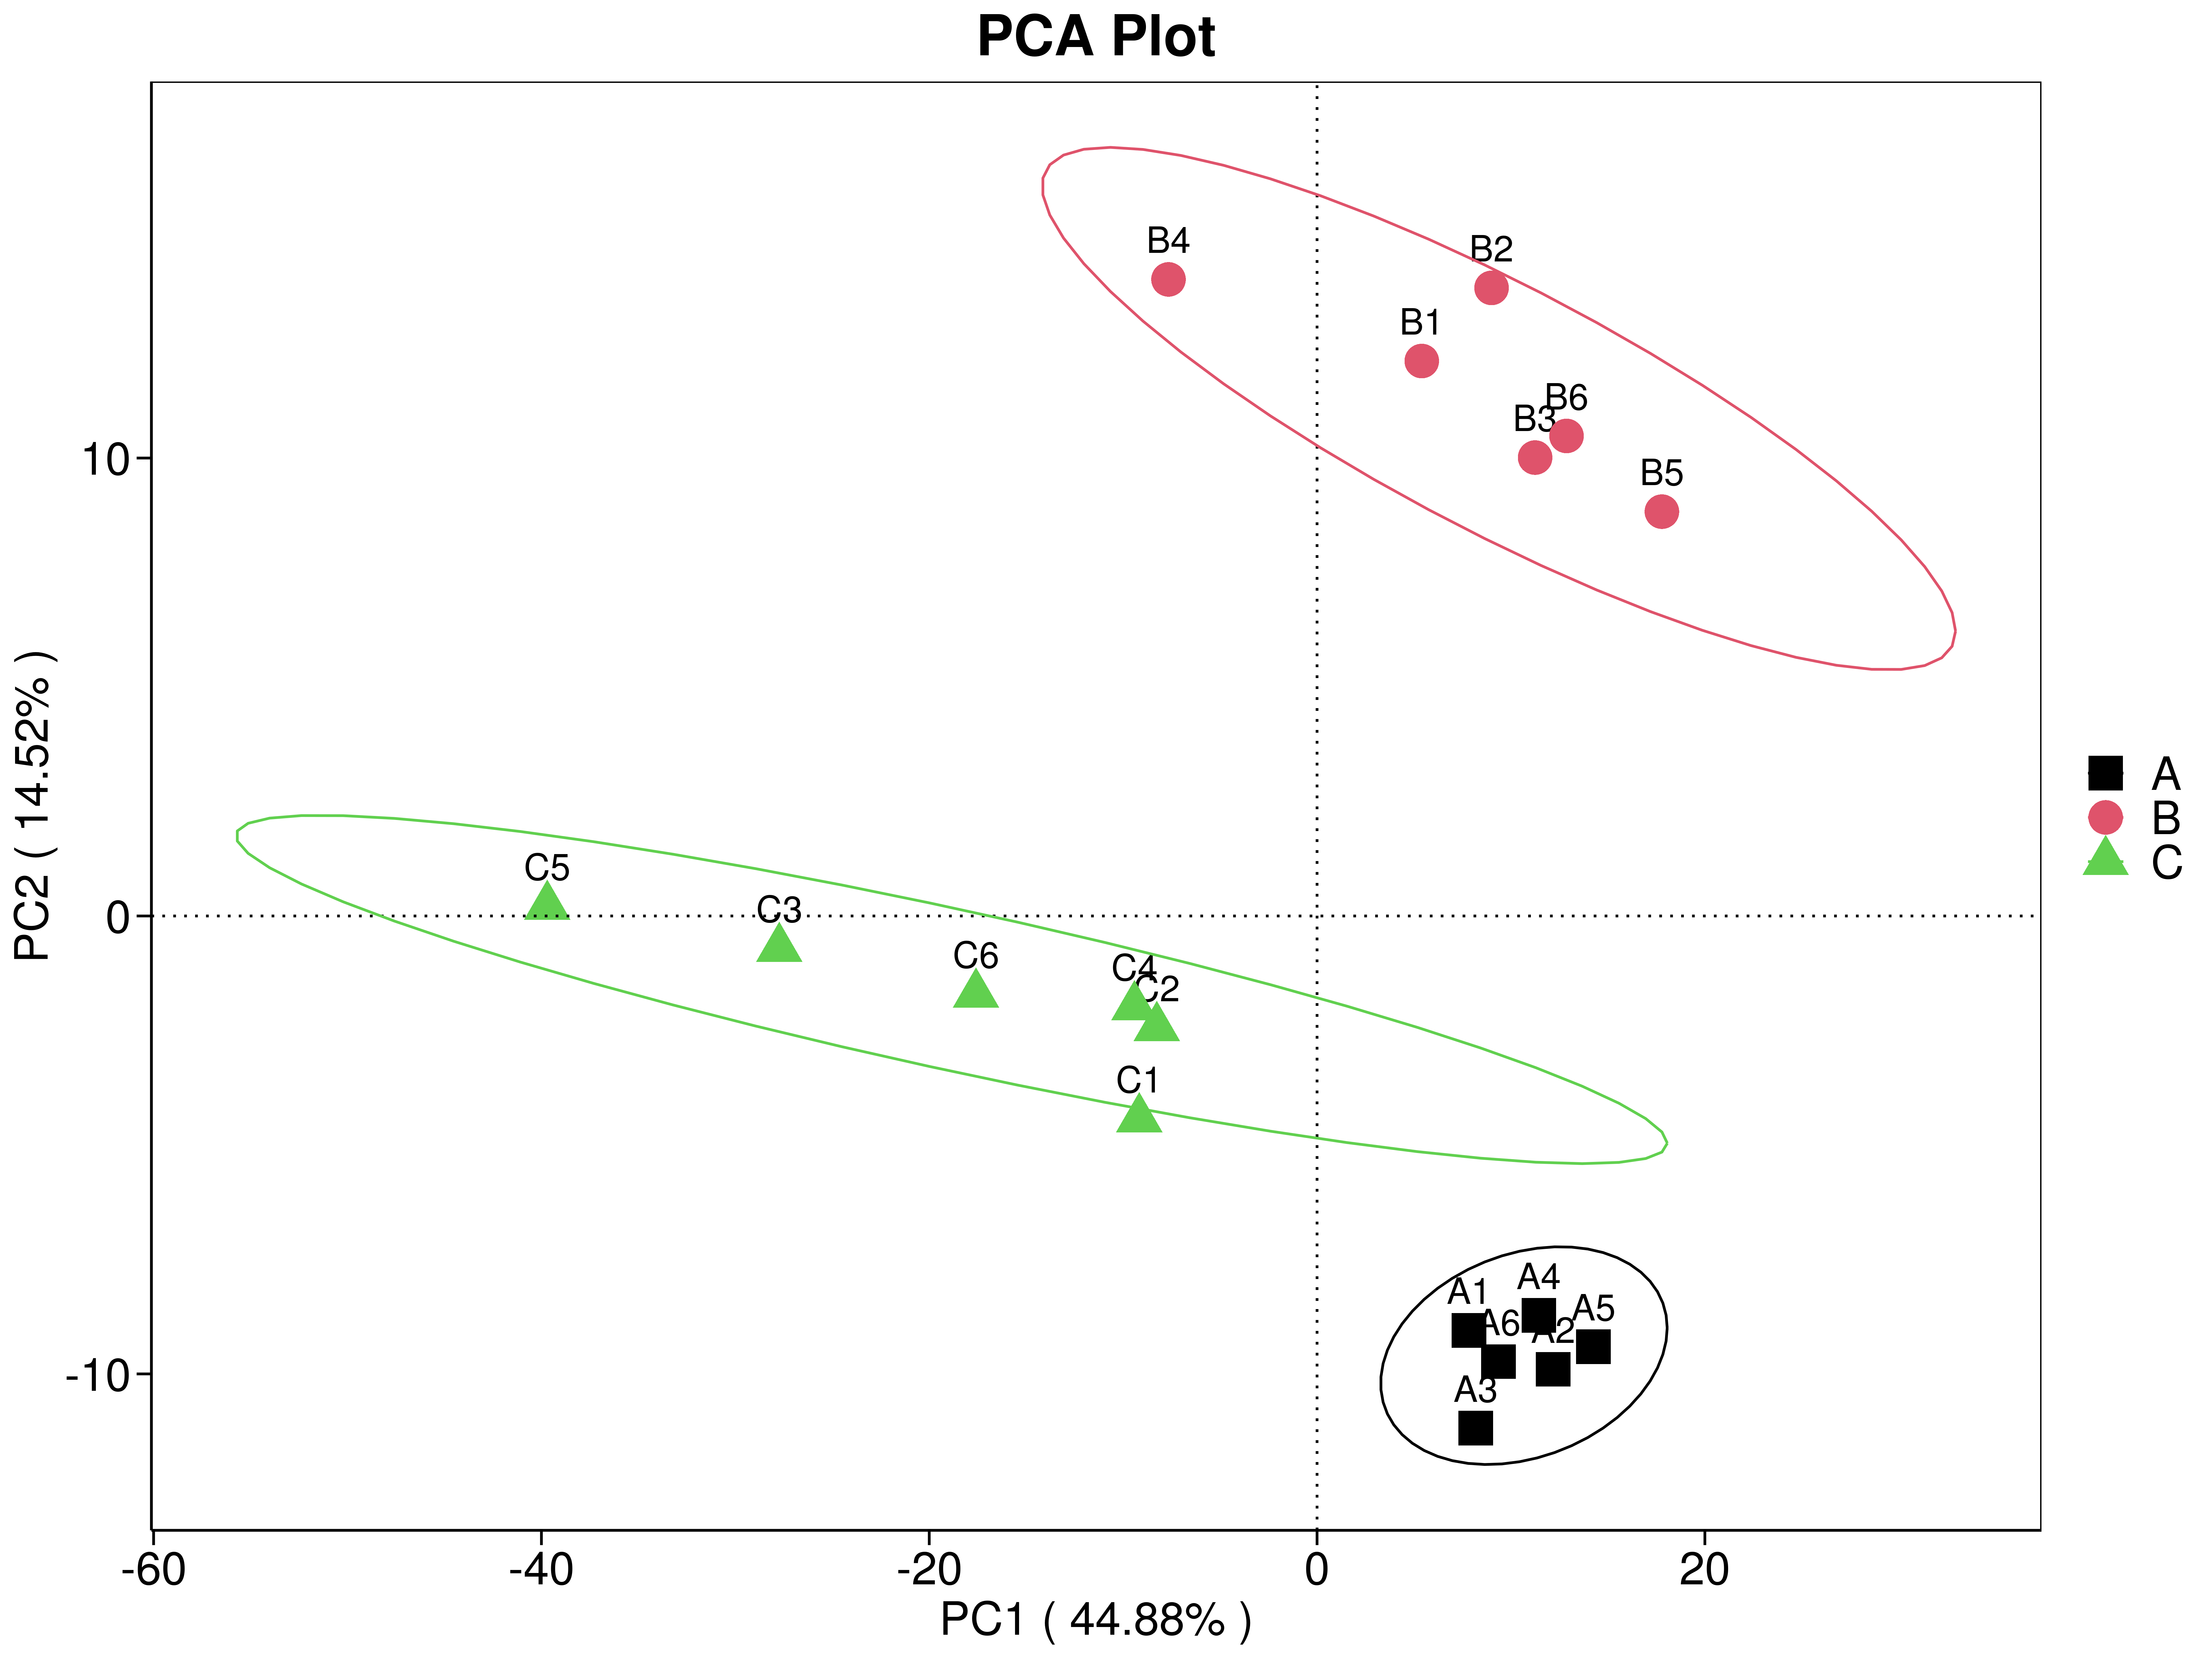 PCA Plot
B4
B2
B1
B6
B3
B5
10
PC2 ( 14.52% )
A
B
C
C5
C3
0
C6
C4
C2
C1
A4
A1
A5
A6
A2
-10
A3
-60 -40 -20 0 20
PC1 ( 44.88% )